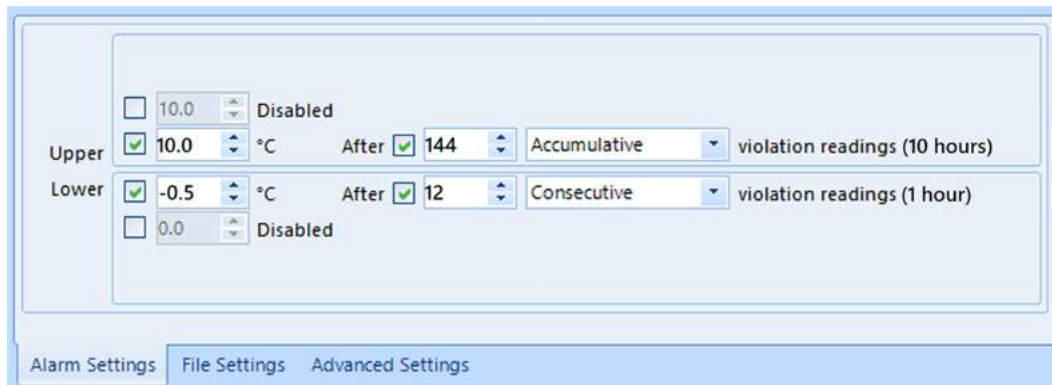 10.0 Disabled
Upper 10.0 °C After 144 Accumulative violation readings (10 hours)
Lower -0.5 °C After 12 Consecutive violation readings (1 hour)
0.0 Disabled
Alarm Settings File Settings Advanced Settings